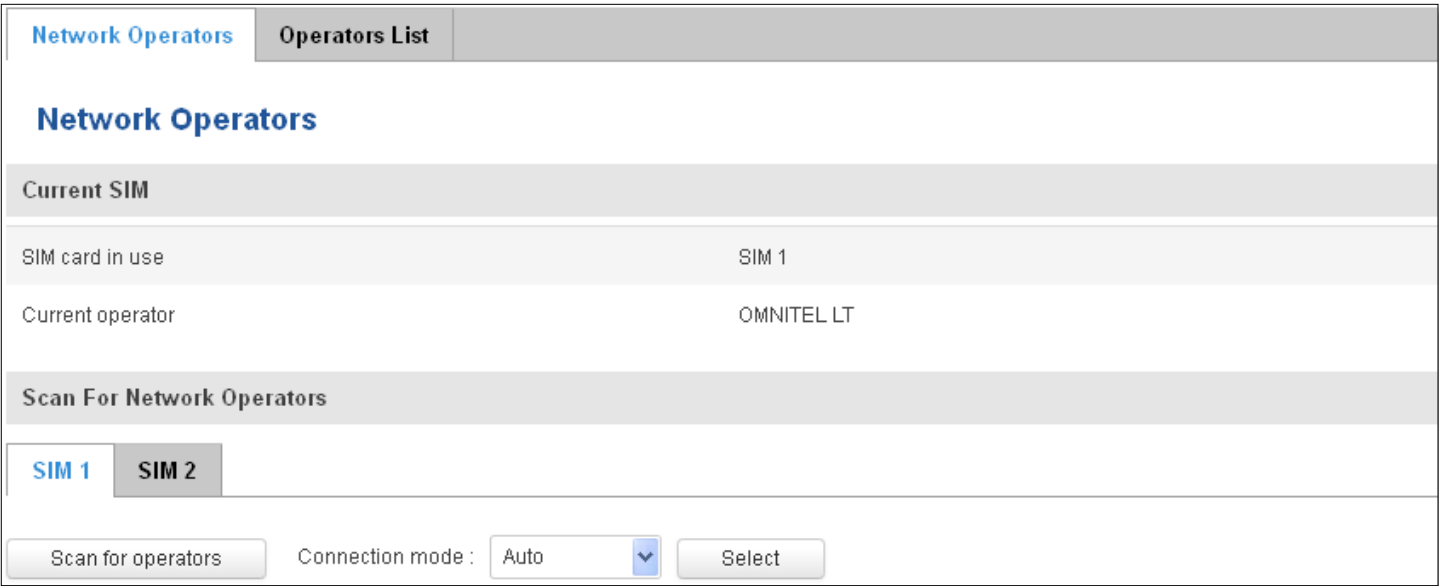 Network Operators Operators List
Network Operators
Current SIM
SIM card in use SIM 1
Current operator OMNITEL LT
Scan For Network Operators
SIM 1 SIM 2
Scan for operators Connection mode : Auto Select